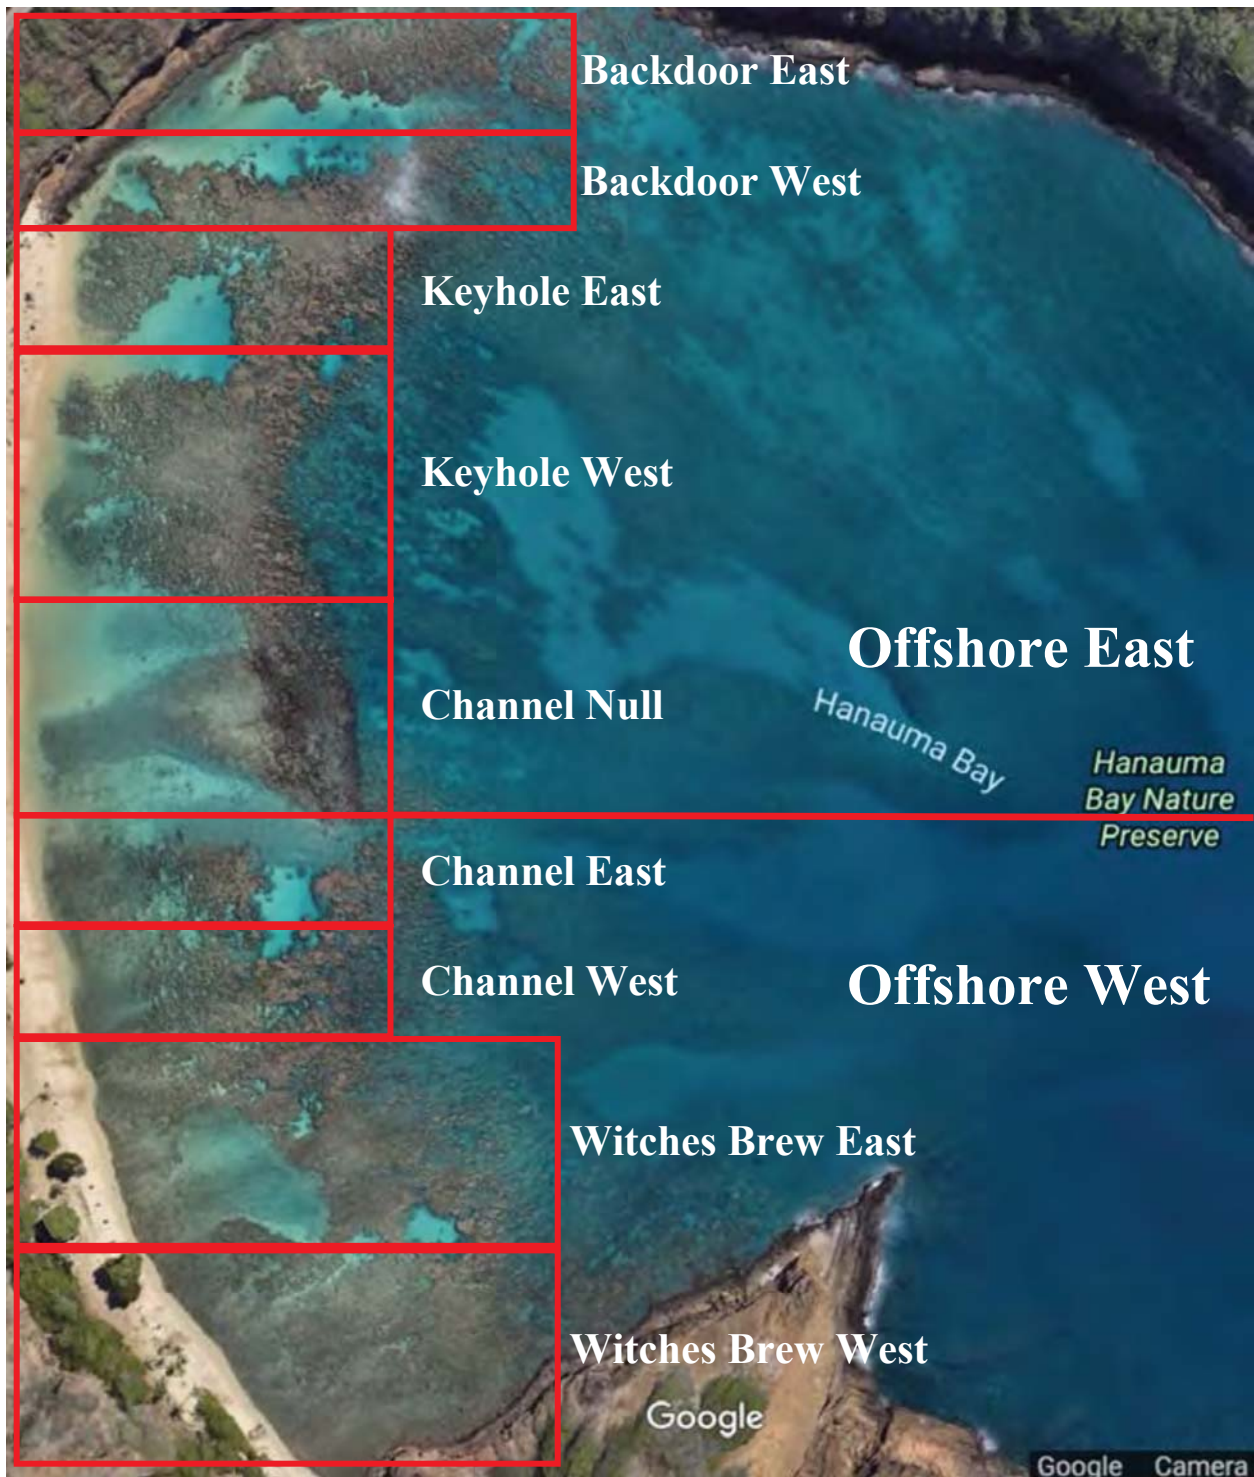 Backdoor East
Backdoor West
Keyhole East
Keyhole West
Offshore East
Channel Null
Hanauma Bay
Hanauma
Bay Nature
Preserve
Channel East
Channel West
Offshore West
Witches Brew East
Witches Brew West
Google
Google Camera